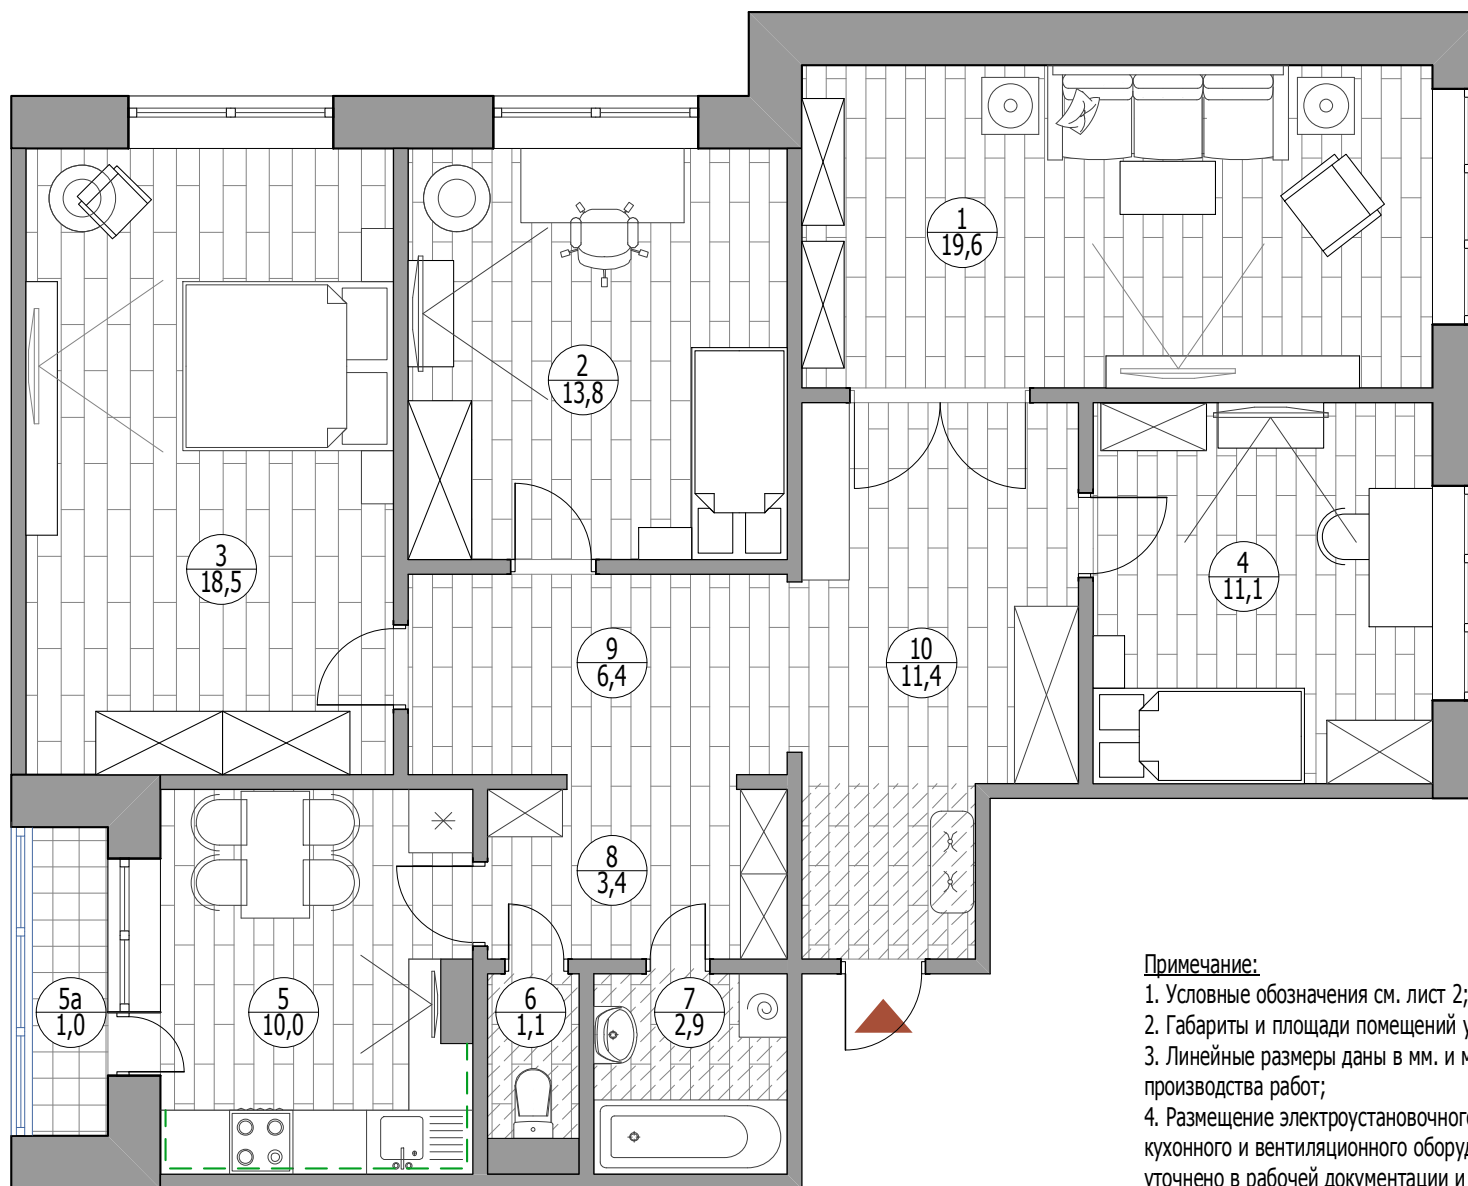 1
19,6
2
13,8
3
18,5
4
11,1
9
6,4
10
11,4
8
3,4
5а
1,0
5
10,0
6
1,1
7
2,9
Примечание:
1. Условные обозначения см. лист 2;
2. Габариты и площади помещений
3. Линейные размеры даны в мм. и
производства работ;
4. Размещение электроустановочного
кухонного и вентиляционного
уточнено в рабочей документации и